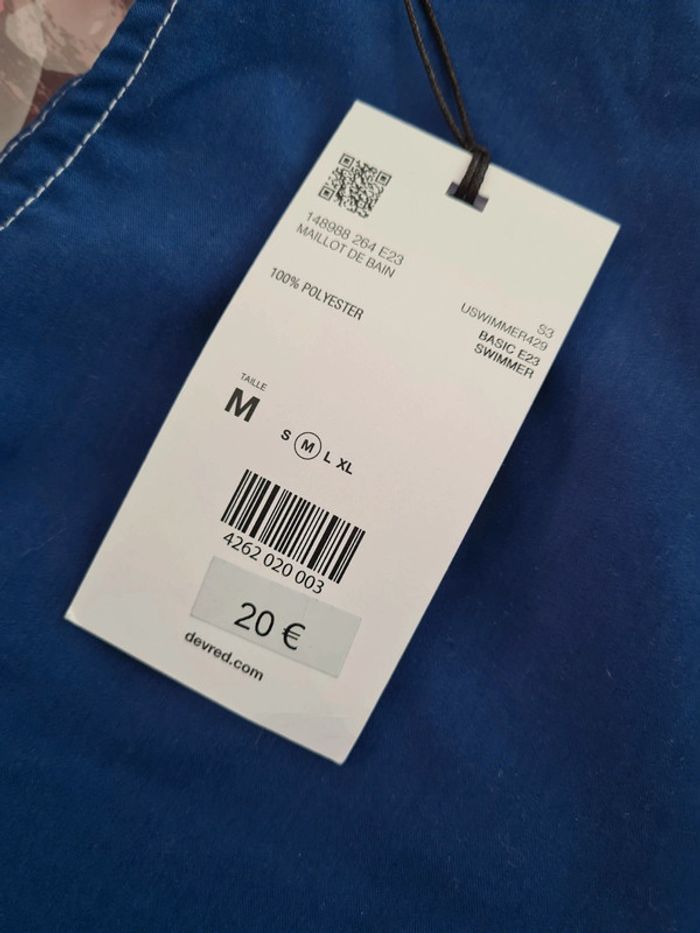 148988 264 E23
MAILLOT DE BAIN
100% POLYESTER
S3
USWIMMER429
BASIC E23
SWIMMER
TAILLE
M
S M L XL
4262 020 003
20 €
devred.com